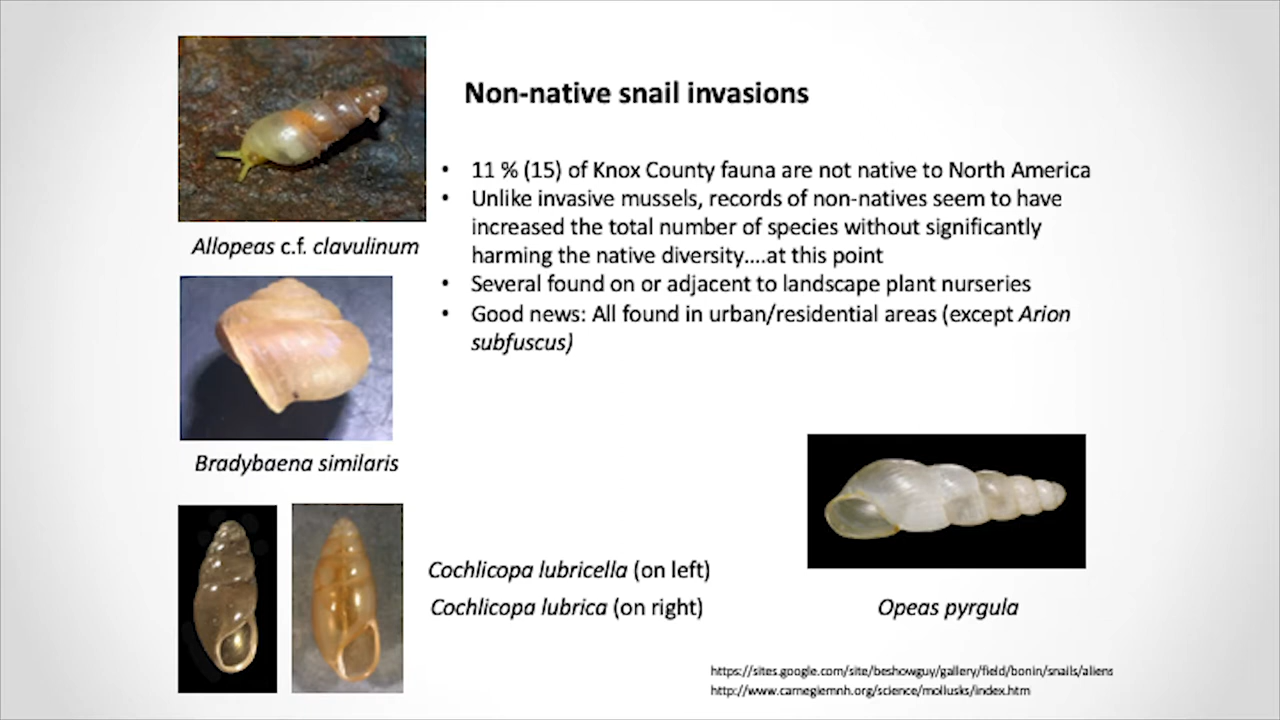 Non-native snail invasions
• 11 % (15) of Knox County fauna are not native to North America
• Unlike invasive mussels, records of non-natives seem to have
increased the total number of species without significantly
harming the native diversity....at this point
• Several found on or adjacent to landscape plant nurseries
• Good news: All found in urban/residential areas (except Arion
subfuscus)
Allopeas c.f. clavulinum
Bradybaena similaris
Cochlicopa lubricella (on left)
Cochlicopa lubrica (on right)
Opeas pyrgula
https://sites.google.com/site/beshowguy/gallery/field/bonin/snails/aliens
http://www.carnegiemnh.org/science/mollusks/index.htm